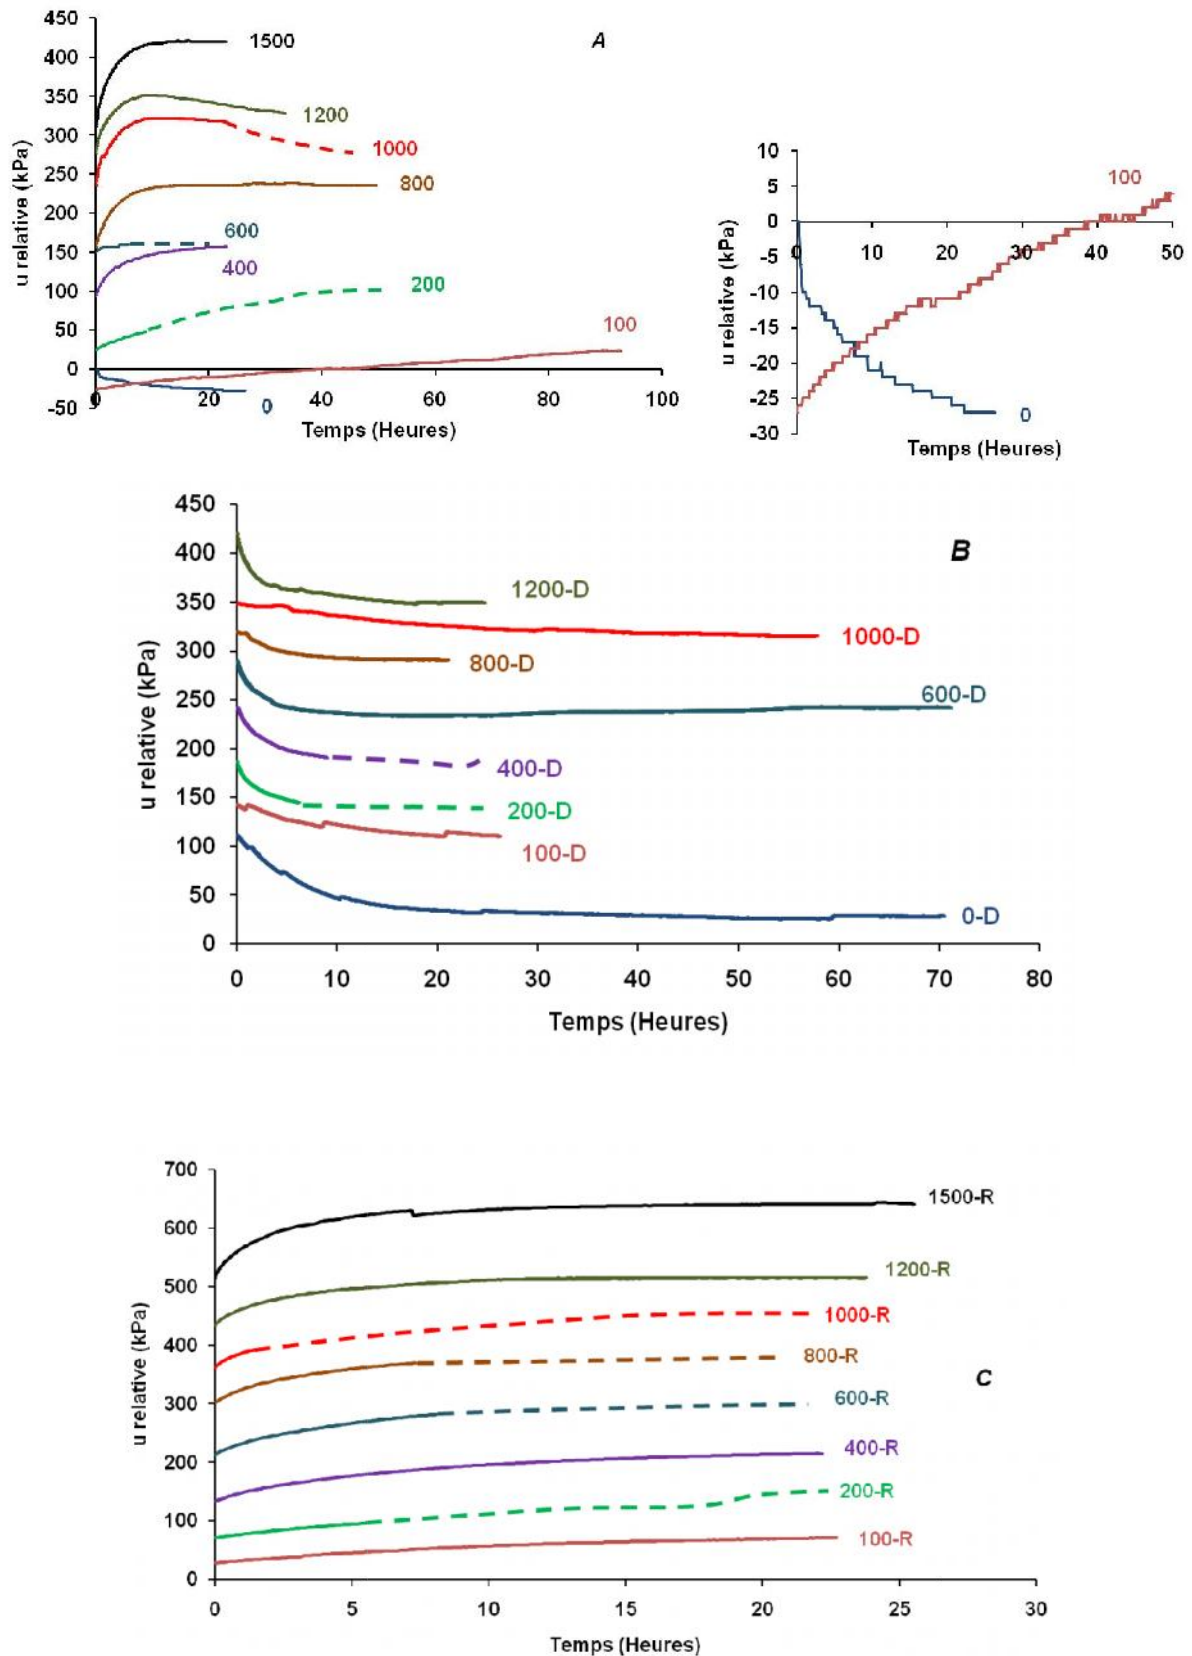 450
400
350
300
250
200
150
100
50
0
-50
u relative (kPa)
A
1500
1200
1000
800
600
400
200
100
0
0 20 40 60 80 100
Temps (Heures)
10
5
0
-5
-10
-15
-20
-25
-30
u relative (kPa)
100
0
10 20 30 40 50
Temps (Heures)
450
400
350
300
250
200
150
100
50
0
u relative (kPa)
B
1200-D
1000-D
800-D
600-D
400-D
200-D
100-D
0-D
0 10 20 30 40 50 60 70 80
Temps (Heures)
700
600
500
400
300
200
100
0
u relative (kPa)
1500-R
1200-R
1000-R
800-R
C
600-R
400-R
200-R
100-R
0 5 10 15 20 25 30
Temps (Heures)